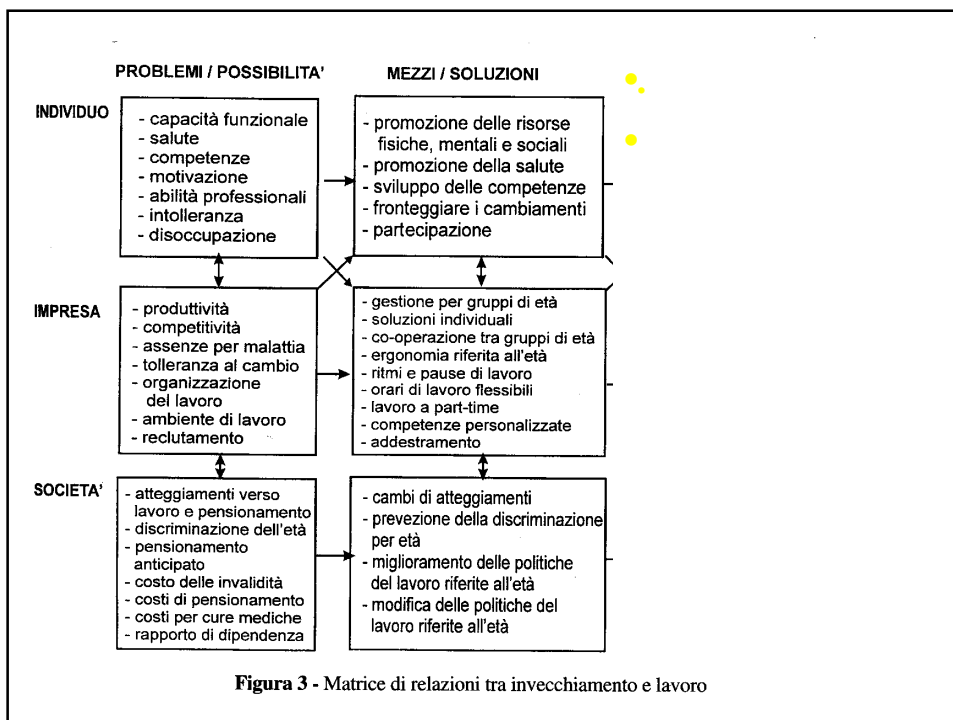 PROBLEMI / POSSIBILITA'
MEZZI / SOLUZIONI
INDIVIDUO
- capacità funzionale
- salute
- competenze
- motivazione
- abilità professionali
- intolleranza
- disoccupazione
- promozione delle risorse
fisiche, mentali e sociali
- promozione della salute
- sviluppo delle competenze
- fronteggiare i cambiamenti
- partecipazione
IMPRESA
- produttività
- competitività
- assenze per malattia
- tolleranza al cambio
- organizzazione
del lavoro
- ambiente di lavoro
- reclutamento
- gestione per gruppi di età
- soluzioni individuali
- co-operazione tra gruppi di età
- ergonomia riferita all'età
- ritmi e pause di lavoro
- orari di lavoro flessibili
- lavoro a part-time
- competenze personalizzate
- addestramento
SOCIETA'
- atteggiamenti verso
lavoro e pensionamento
- discriminazione dell'età
- pensionamento
anticipato
- costo delle invalidità
- costi di pensionamento
- costi per cure mediche
- rapporto di dipendenza
- cambi di atteggiamenti
- prevezione della discriminazione
per età
- miglioramento delle politiche
del lavoro riferite all'età
- modifica delle politiche del
lavoro riferite all'età
Figura 3 - Matrice di relazioni tra invecchiamento e lavoro